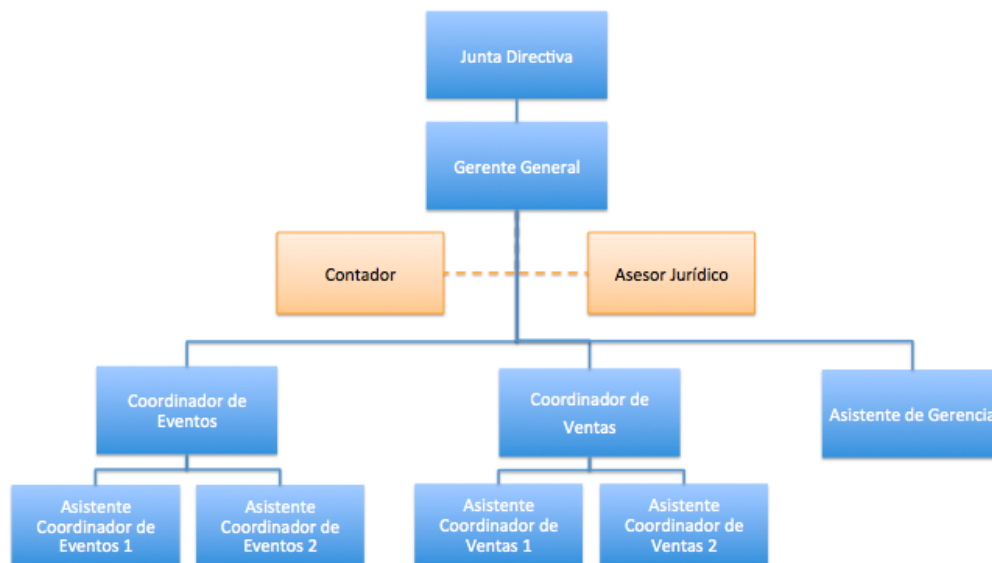 Junta Directiva
Gerente General
Contador
Asesor Jurídico
Coordinador de
Eventos
Coordinador de
Ventas
Asistente de Gerencia
Asistente
Coordinador de
Eventos 1
Asistente
Coordinador de
Eventos 2
Asistente
Coordinador de
Ventas 1
Asistente
Coordinador de
Ventas 2